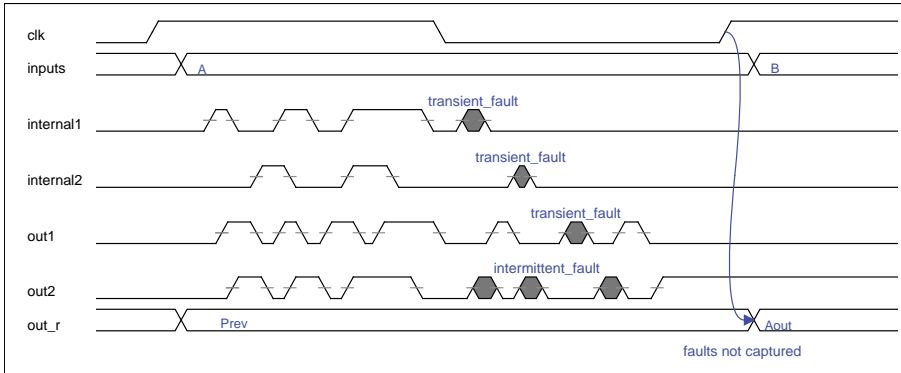 clk
inputs
A
B
transient_fault
internal1
transient_fault
internal2
transient_fault
out1
intermittent_fault
out2
out_r
Prev
Aout
faults not captured